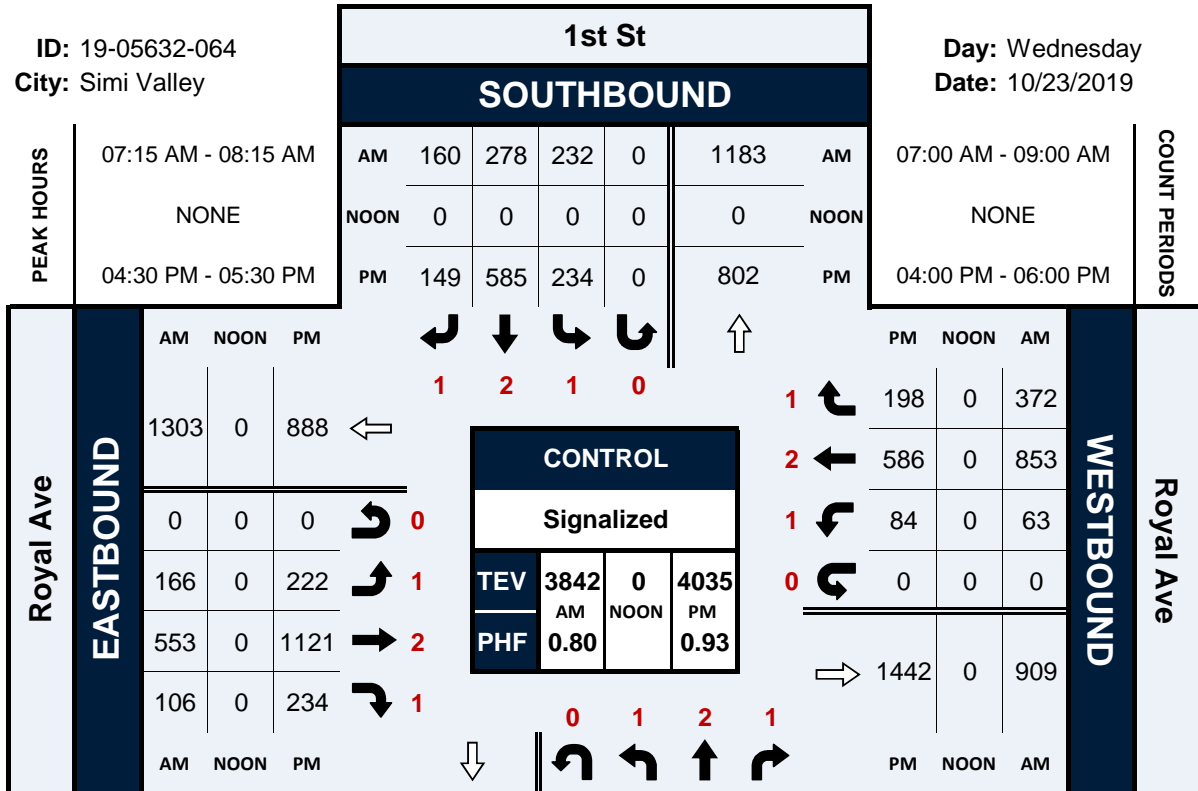 1st St
ID: 19-05632-064
Day: Wednesday
City: Simi Valley
Date: 10/23/2019
SOUTHBOUND
PEAK HOURS
07:15 AM - 08:15 AM
NONE
04:30 PM - 05:30 PM
AM 160 278 232 0 1183 AM
NOON 0 0 0 0 0 NOON
PM 149 585 234 0 802 PM
07:00 AM - 09:00 AM
NONE
04:00 PM - 06:00 PM
COUNT PERIODS
1 2 1 0
Royal Ave
EASTBOUND
AM NOON PM
1303 0 888
0 0 0 0
166 0 222 1
553 0 1121 2
106 0 234 1
AM NOON PM
CONTROL
Signalized
TEV 3842 0 4035
AM NOON PM
PHF 0.80 0.93
PM NOON AM
1 198 0 372
2 586 0 853
1 84 0 63
0 0 0 0
1442 0 909
PM NOON AM
WESTBOUND
Royal Ave
0 1 2 1